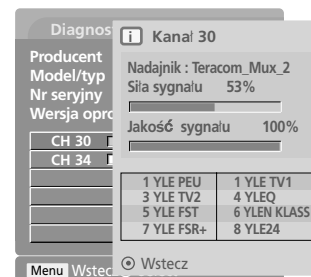 Diagnos
Producent
Model/typ
Nr seryjny
Wersja opro
CH 30
CH 34
Menu Wstec
i Kanał 30
Nadajnik : Teracom_Mux_2
Siła sygnału 53%
Jakość sygnału 100%
1 YLE PEU 1 YLE TV1
3 YLE TV2 4 YLEQ
5 YLE FST 6 YLEN KLASS
7 YLE FSR+ 8 YLE24
Wstecz